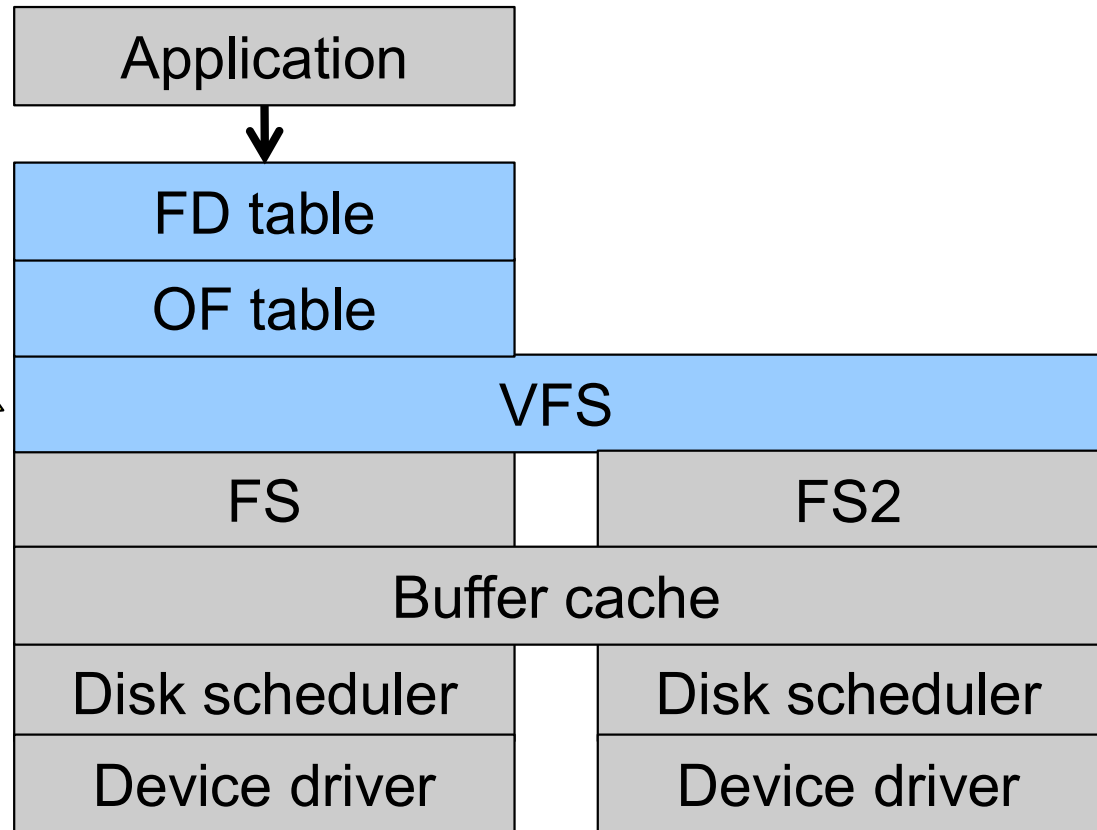 Application
FD table
OF table
VFS
FS
FS2
Buffer cache
Disk scheduler
Disk scheduler
Device driver
Device driver